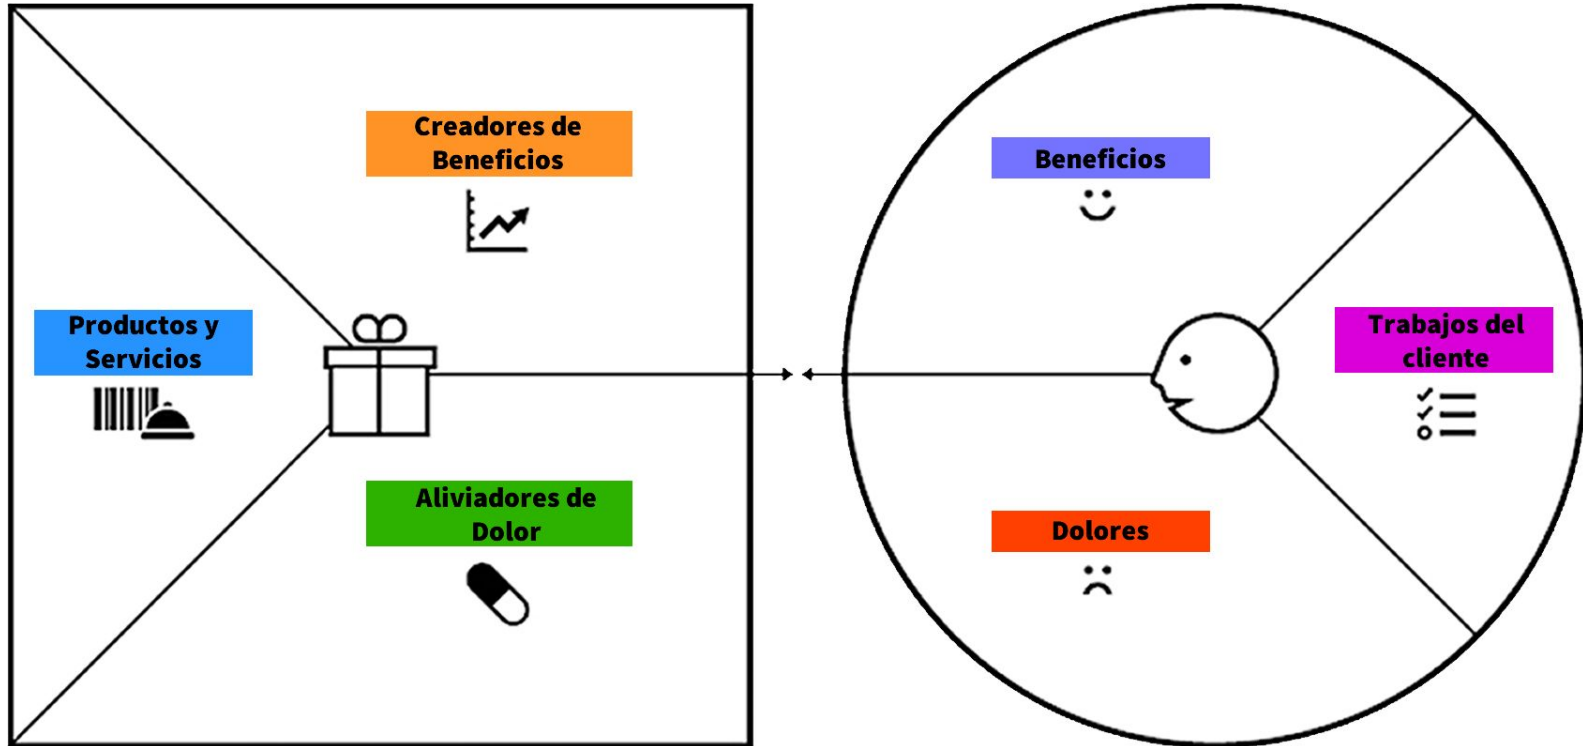 Creadores de
Beneficios
Productos y
Servicios
Aliviadores de
Dolor
Beneficios
Trabajos del
cliente
Dolores